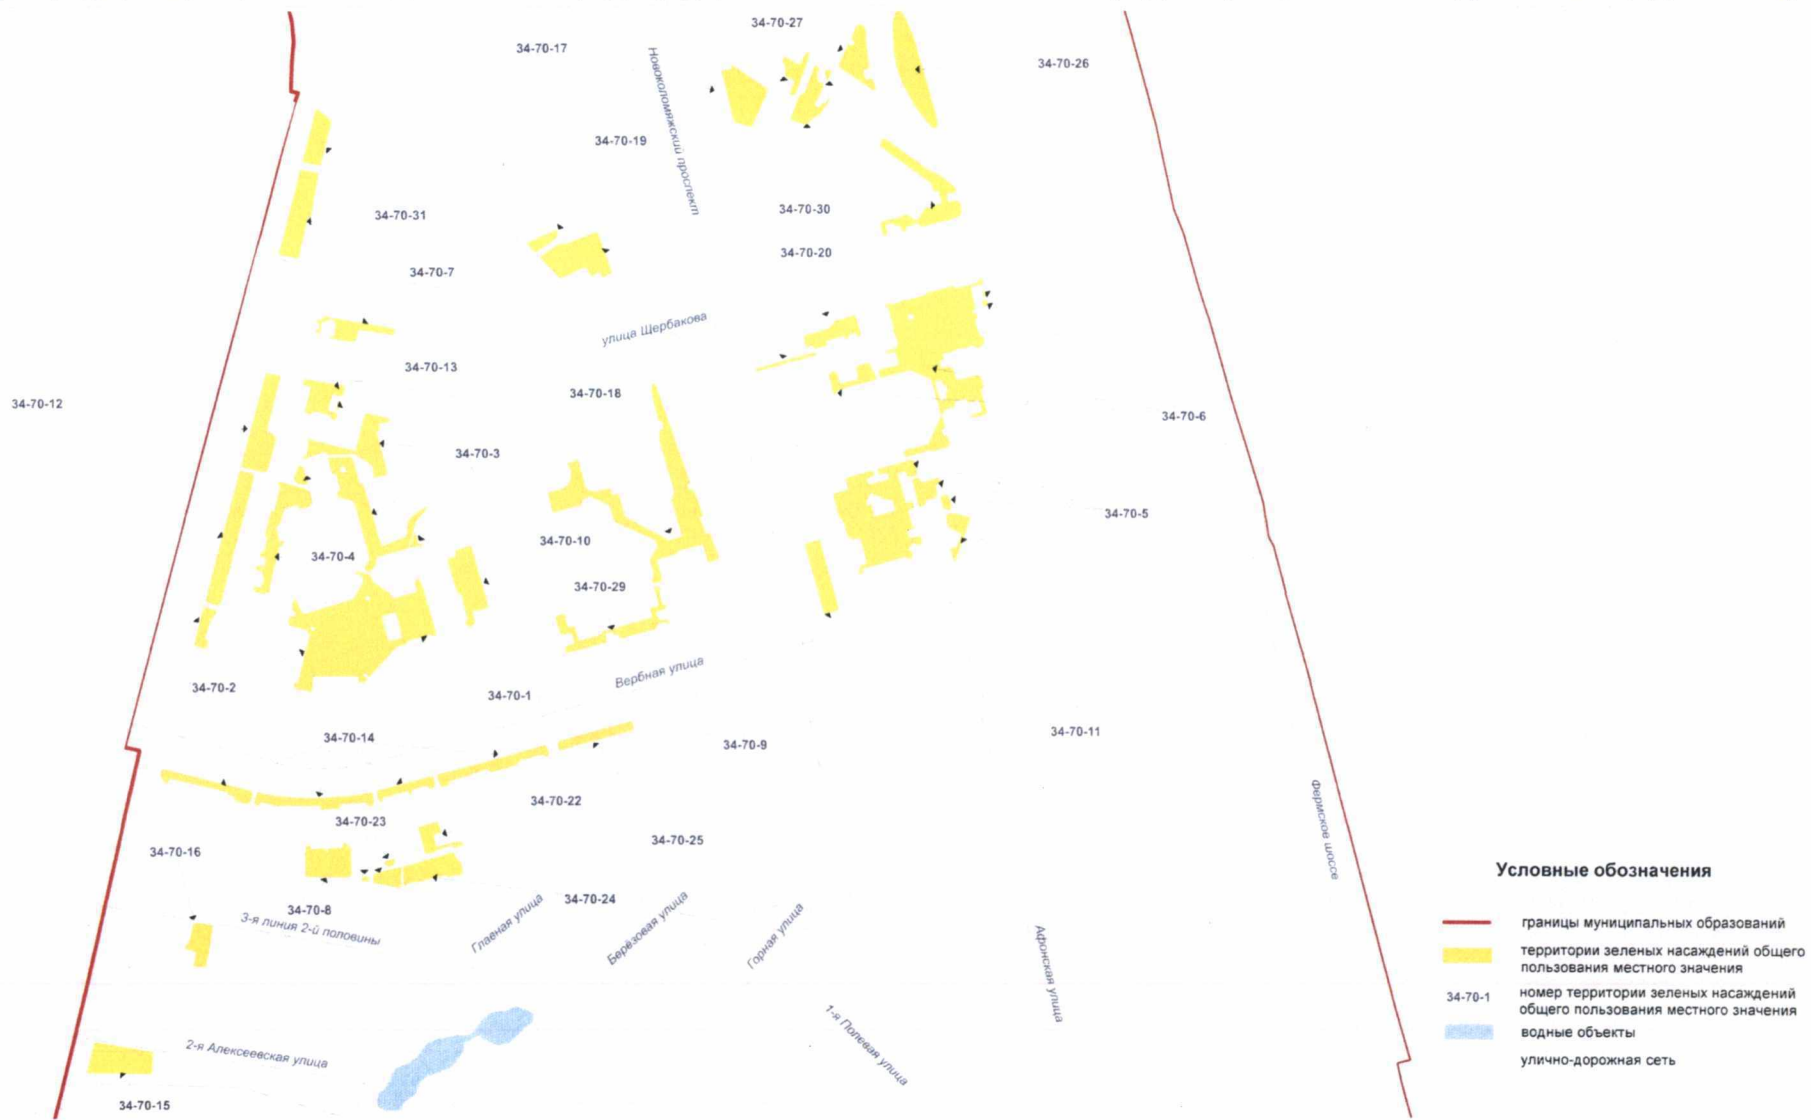 34-70-27
34-70-17
34-70-26
Новоколомяжский проспект
34-70-19
34-70-30
34-70-31
34-70-20
34-70-7
улица Щербакова
34-70-13
34-70-18
34-70-12
34-70-6
34-70-3
34-70-5
34-70-10
34-70-4
34-70-29
Вербная улица
34-70-2
34-70-1
34-70-14
34-70-11
34-70-9
34-70-22
34-70-23
Фермское шоссе
34-70-25
34-70-16
34-70-24
34-70-8
3-я линия 2-й половины
Главная улица
Берёзовая улица
Горная улица
Афонская улица
1-я Полевая улица
2-я Алексеевская улица
34-70-15
Условные обозначения
границы муниципальных образований
территории зеленых насаждений общего
пользования местного значения
34-70-1
номер территории зеленых насаждений
общего пользования местного значения
водные объекты
улично-дорожная сеть